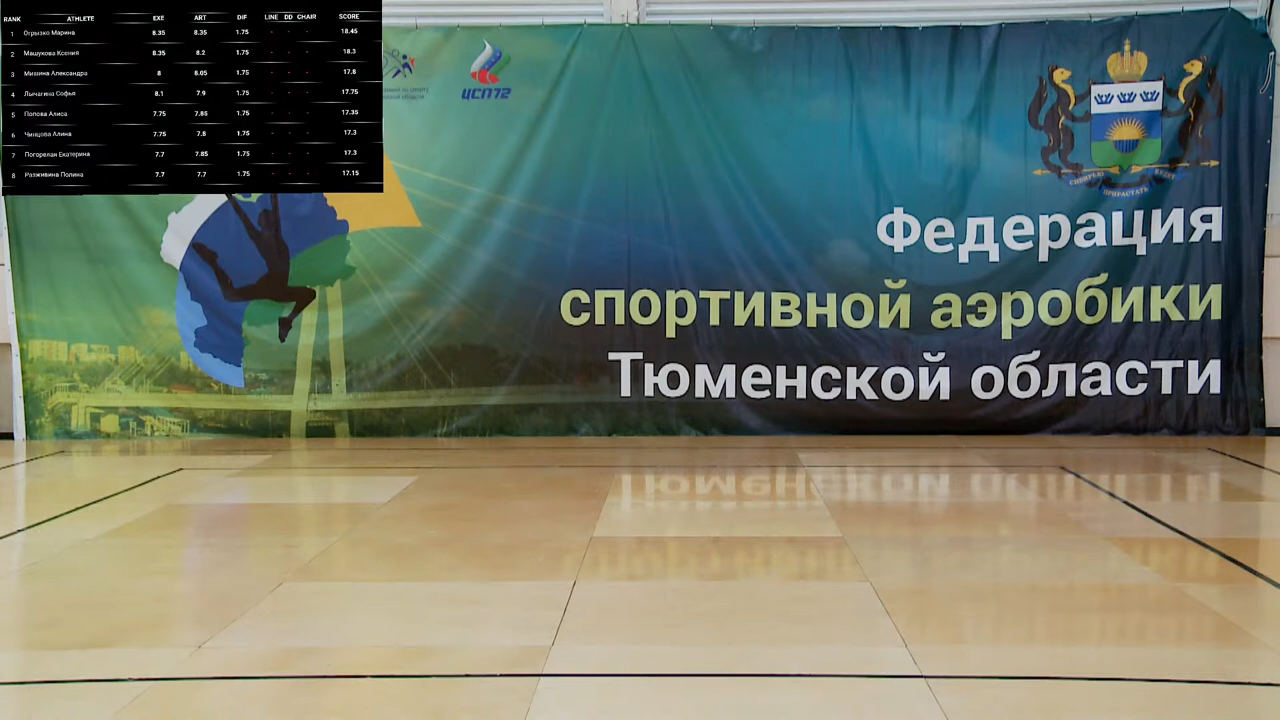 RANK ATHLETE EXE ART DIF LINE DD CHAIR SCORE
1 Отрызко Марина 8.35 8.35 1.75 - - - 18.45
2 Машукова Ксения 8.35 8.2 1.75 - - - 18.3
3 Мишина Александра 8 8.05 1.75 - - - 17.8
4 Лычагина Софья 8.1 7.9 1.75 - - - 17.75
5 Попова Алиса 7.75 7.85 1.75 - - - 17.35
6 Чинцова Алина 7.75 7.8 1.75 - - - 17.3
7 Погорелая Екатерина 7.7 7.85 1.75 - - - 17.3
8 Разживина Полина 7.7 7.7 1.75 - - - 17.15
ЦСП72
СИБИРЬЮ БУДЕТ
ПРИРАСТАТЬ
Федерация
спортивной аэробики
Тюменской области